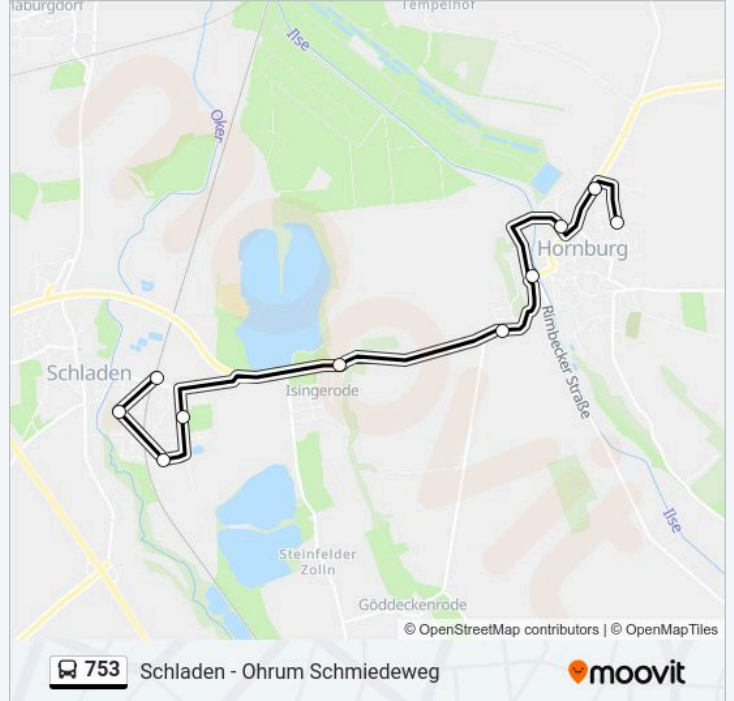 laburgdorf
Tempelhof
Ilse
Oker
Hornburg
Rimbecker Straße
Schladen
Isingerode
Ilse
Steinfelder
Zolln
Göddeckenrode
© OpenStreetMap contributors | © OpenMapTiles
753 Schladen - Ohrum Schmiedeweg
moovit